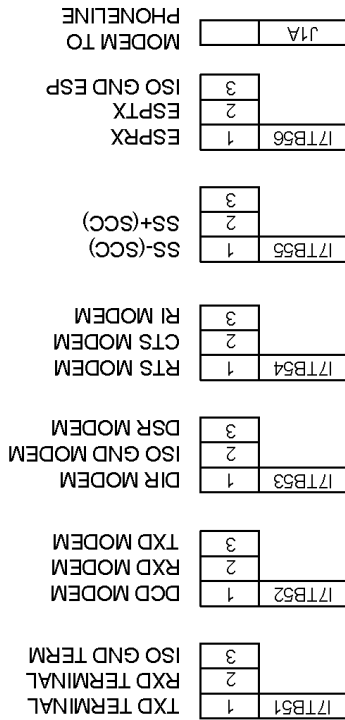 I7TB51 1 TXD TERMINAL
2 RXD TERMINAL
3 ISO GND TERM
I7TB52 1 DCD MODEM
2 RXD MODEM
3 TXD MODEM
I7TB53 1 DIR MODEM
2 ISO GND MODEM
3 DSR MODEM
I7TB54 1 RTS MODEM
2 CTS MODEM
3 RI MODEM
I7TB55 1 SS-(SCC)
2 SS+(SCC)
3
I7TB56 1 ESPRX
2 ESPTX
3 ISO GND ESP
J1A MODEM TO
PHONELINE